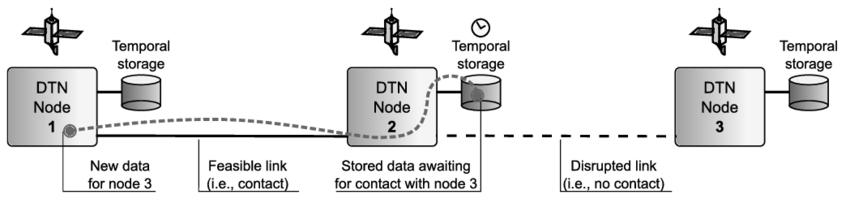 Temporal
storage
DTN
Node
1
Temporal
storage
DTN
Node
2
Temporal
storage
DTN
Node
3
New data
for node 3
Feasible link
(i.e., contact)
Stored data awaiting
for contact with node 3
Disrupted link
(i.e., no contact)